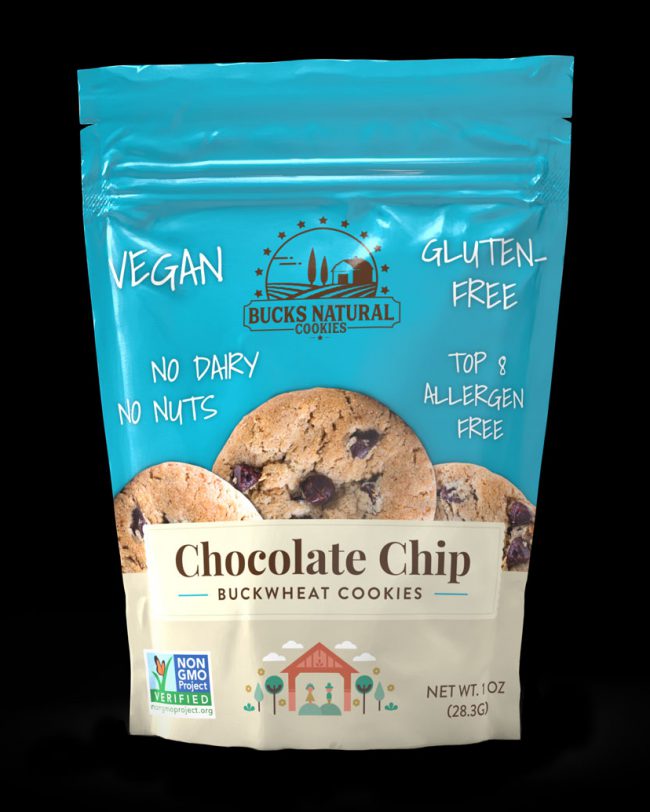 VEGAN
BUCKS NATURAL
COOKIES
GLUTEN-
FREE
NO DAIRY
NO NUTS
TOP 8
ALLERGEN
FREE
Chocolate Chip
BUCKWHEAT COOKIES
NON
GMO
Project
VERIFIED
nongmoproject.org
NET WT. 1 OZ
(28.3G)